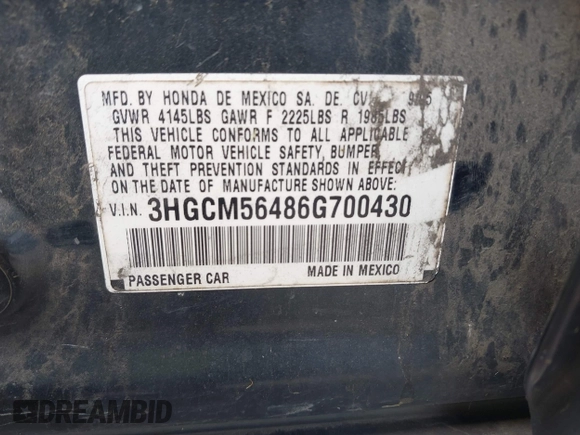 MFD. BY HONDA DE MEXICO SA. DE. CV
GVWR 4145LBS GAWR F 2225LBS R 1985LBS
THIS VEHICLE CONFORMS TO ALL APPLICABLE
FEDERAL MOTOR VEHICLE SAFETY, BUMPER,
AND THEFT PREVENTION STANDARDS IN EFFECT
ON THE DATE OF MANUFACTURE SHOWN ABOVE:
V.I.N. 3HGCM56486G700430
PASSENGER CAR MADE IN MEXICO
DREAMBID